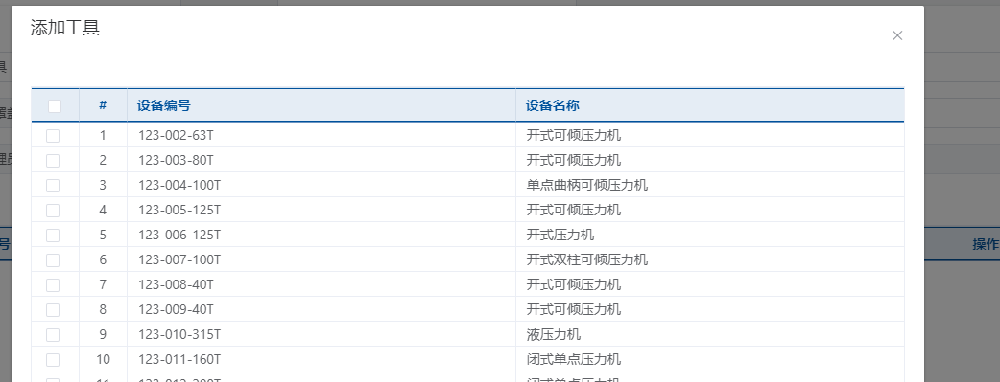 添加工具
×
# 设备编号 设备名称
1 123-002-63T 开式可倾压力机
2 123-003-80T 开式可倾压力机
3 123-004-100T 单点曲柄可倾压力机
4 123-005-125T 开式可倾压力机
5 123-006-125T 开式压力机
6 123-007-100T 开式双柱可倾压力机
号 操作
7 123-008-40T 开式可倾压力机
8 123-009-40T 开式可倾压力机
9 123-010-315T 液压力机
10 123-011-160T 闭式单点压力机